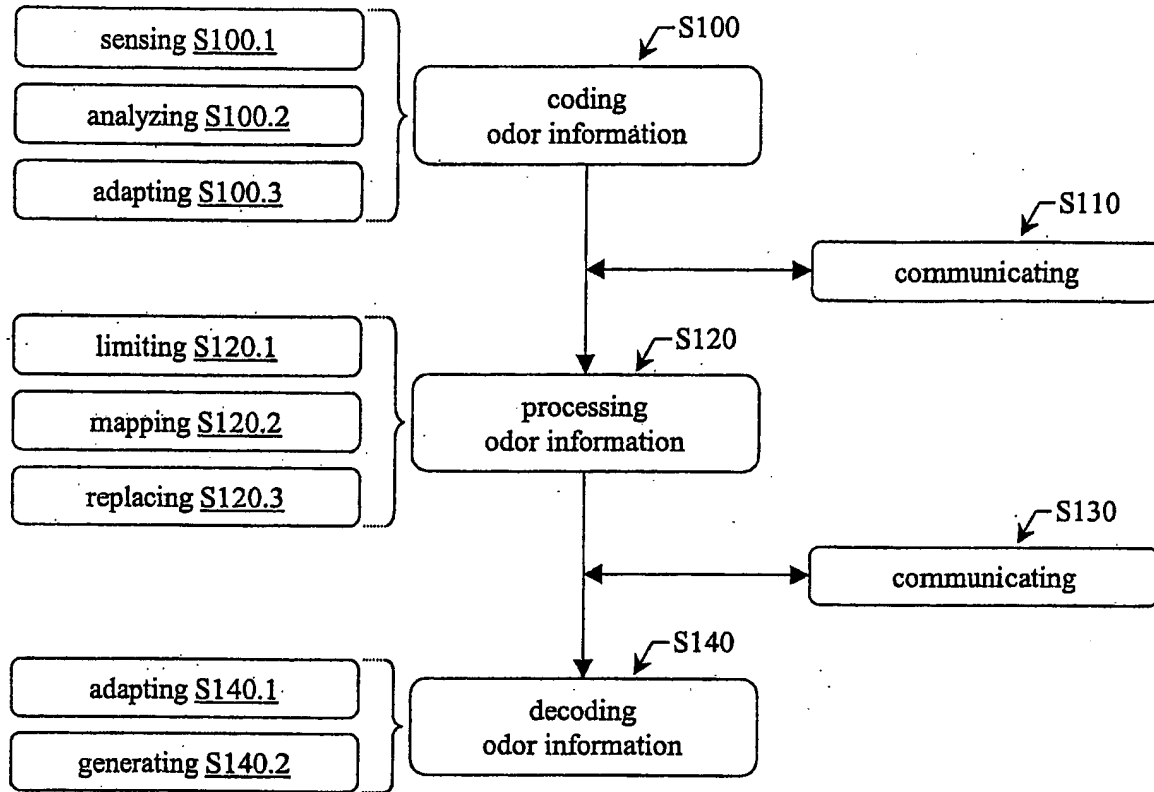 sensing S100.1
analyzing S100.2
adapting S100.3
S100
coding
odor information
S110
communicating
limiting S120.1
mapping S120.2
replacing S120.3
S120
processing
odor information
S130
communicating
adapting S140.1
generating S140.2
S140
decoding
odor information